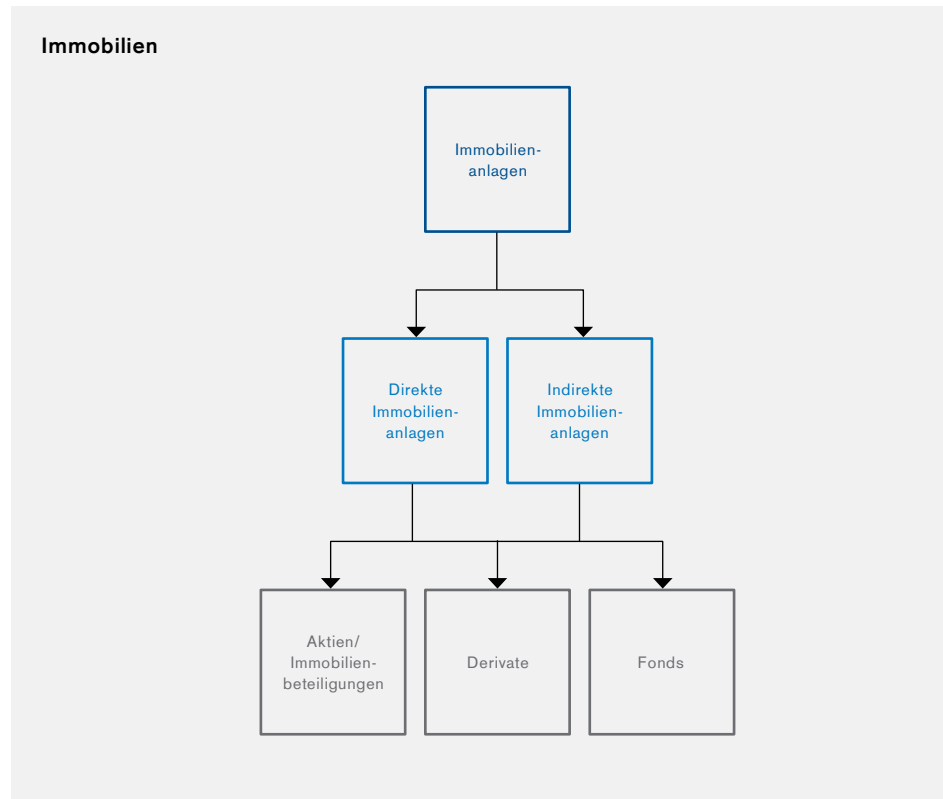 Immobilien
Immobilien-
anlagen
Direkte
Immobilien-
anlagen
Indirekte
Immobilien-
anlagen
Aktien/
Immobilien-
beteiligungen
Derivate
Fonds